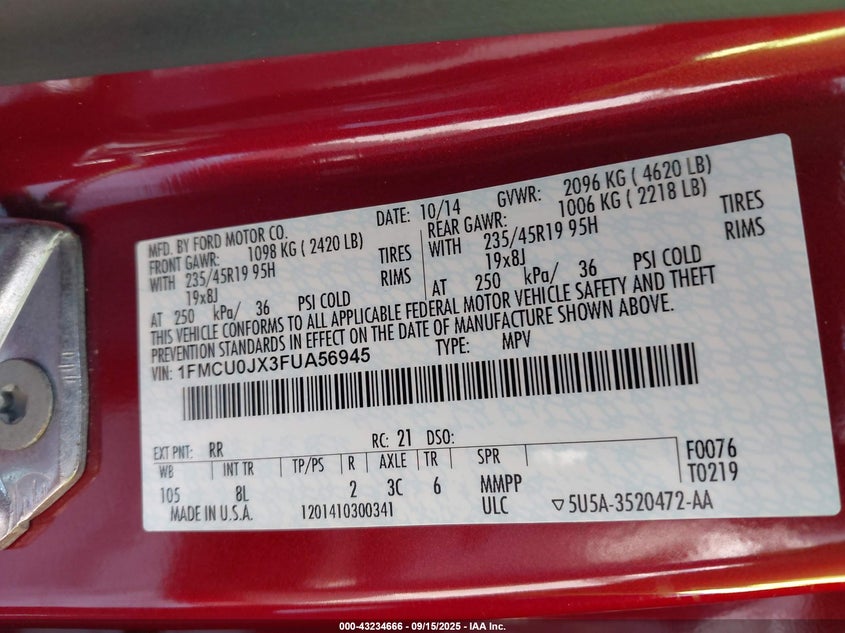 MFD. BY FORD MOTOR CO. DATE: 10/14 GVWR: 2096 KG ( 4620 LB)
FRONT GAWR: 1098 KG ( 2420 LB) REAR GAWR: 1006 KG ( 2218 LB)
WITH 235/45R19 95H TIRES WITH 235/45R19 95H TIRES
19x8J RIMS 19x8J RIMS
AT 250 kPa/ 36 PSI COLD AT 250 kPa/ 36 PSI COLD
THIS VEHICLE CONFORMS TO ALL APPLICABLE FEDERAL MOTOR VEHICLE SAFETY AND THEFT
PREVENTION STANDARDS IN EFFECT ON THE DATE OF MANUFACTURE SHOWN ABOVE.
VIN: 1FMCU0JX3FUA56945 TYPE: MPV
EXT PNT: RR RC: 21 DSO:
WB INT TR TP/PS R AXLE TR SPR F0076
105 8L 2 3C 6 MMPP T0219
MADE IN U.S.A. 1201410300341 ULC ▽5U5A-3520472-AA
000-43234666 - 09/15/2025 - IAA Inc.